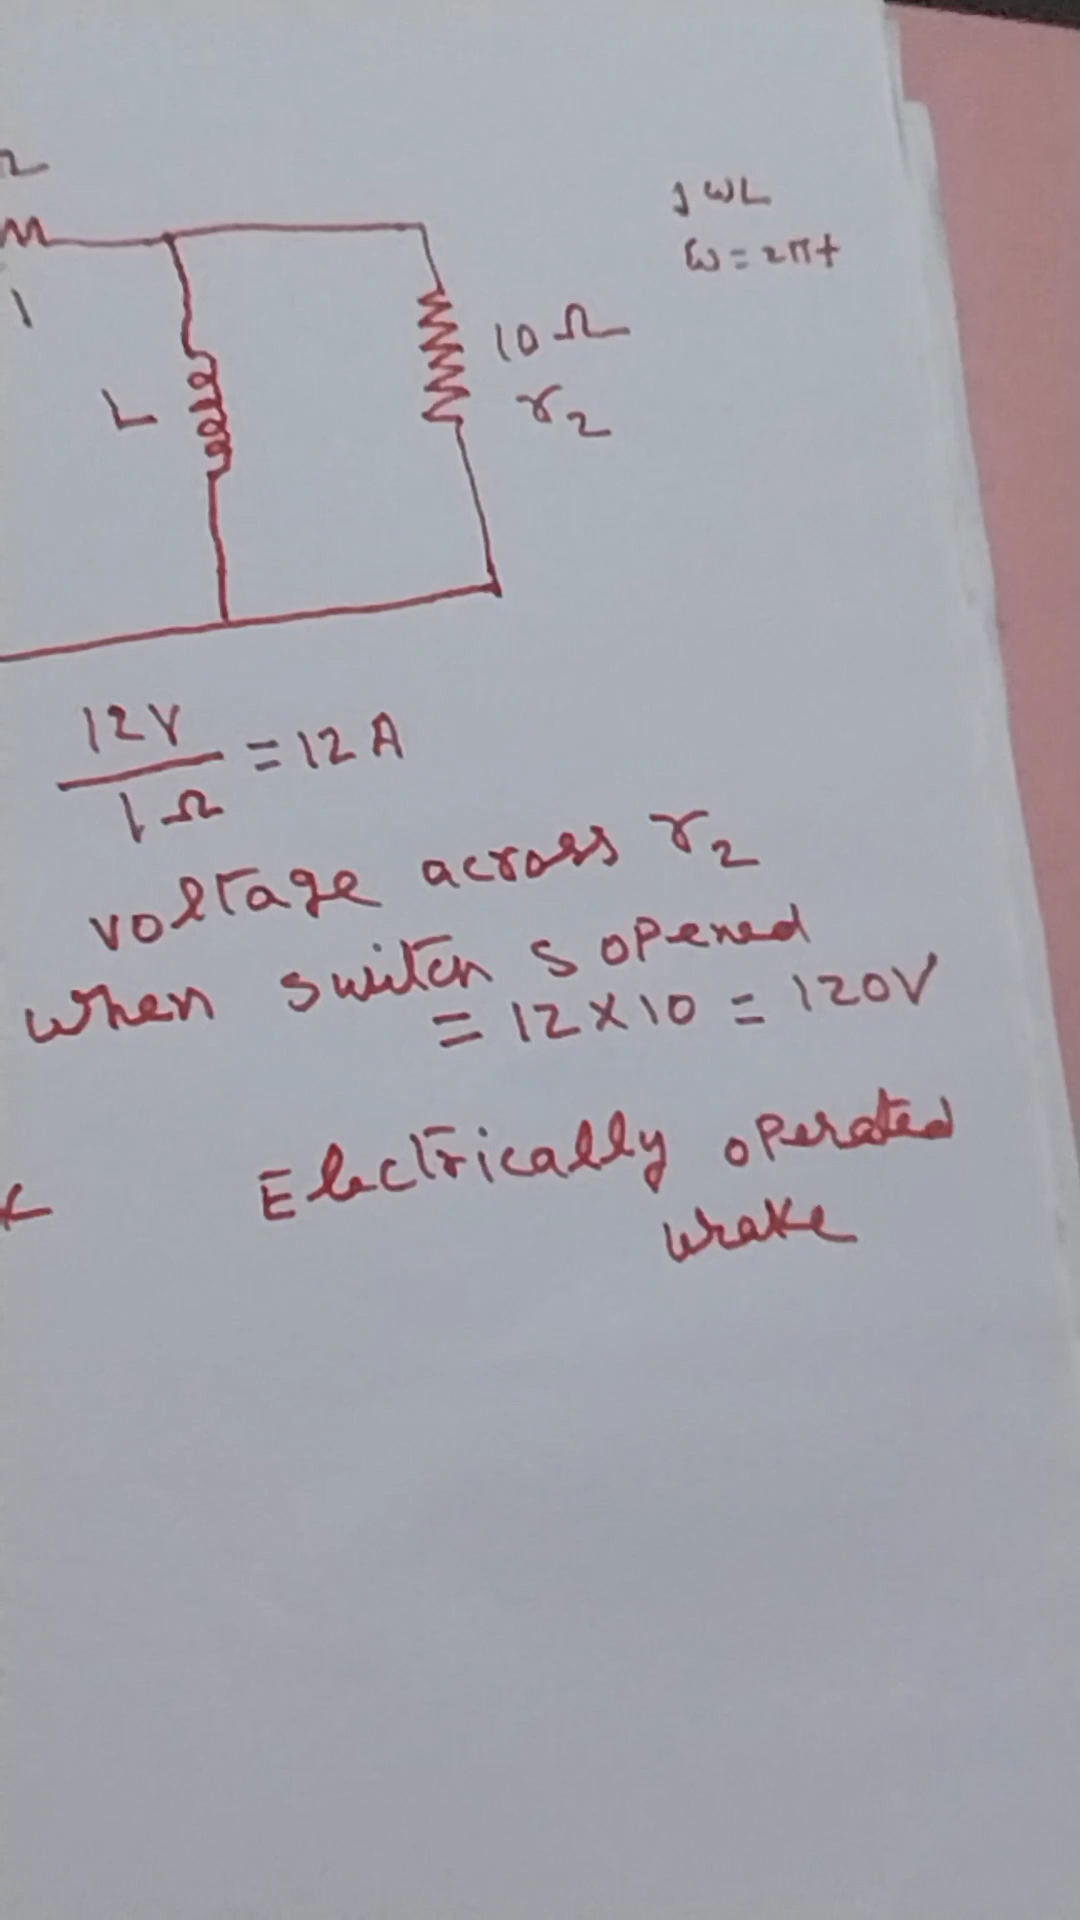 jωL
ω=2πf
10Ω
r2
L
12V
1Ω
=12A
voltage across r2
when switch s opened
=12×10=120V
Electrically operated
brake